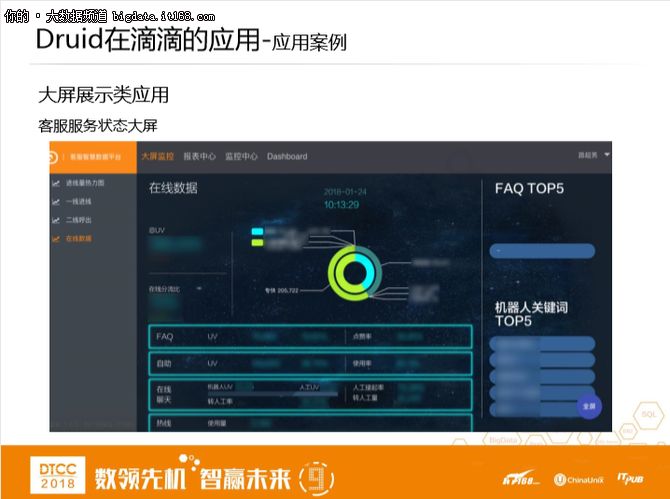 你的 · 大数据频道 bigdata.it168.com
Druid在滴滴的应用-应用案例
大屏展示类应用
客服服务状态大屏
客服智慧数据平台
大屏监控 报表中心 监控中心 Dashboard
进线量热力图
一线进线
二线呼出
在线数据
在线数据
2018-01-24
10:13:29
总UV
在线分流比
专快 205,722
FAQ TOP5
机器人关键词
TOP5
FAQ UV 点赞率
自助 UV 使用率
在线
聊天
机器人UV 人工UV 人工接起率
转人工率 转人工量
热线 使用量
全屏
SQL
BigData
DTCC
2018
数领先机 智赢未来 9
IT168.com ChinaUnix ITPUB